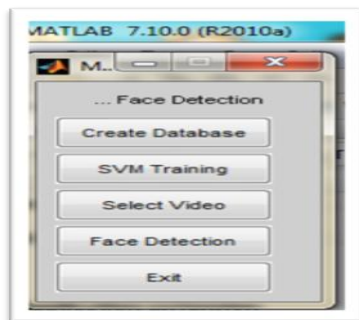 MATLAB 7.10.0 (R2010a)
M..
... Face Detection
Create Database
SVM Training
Select Video
Face Detection
Exit